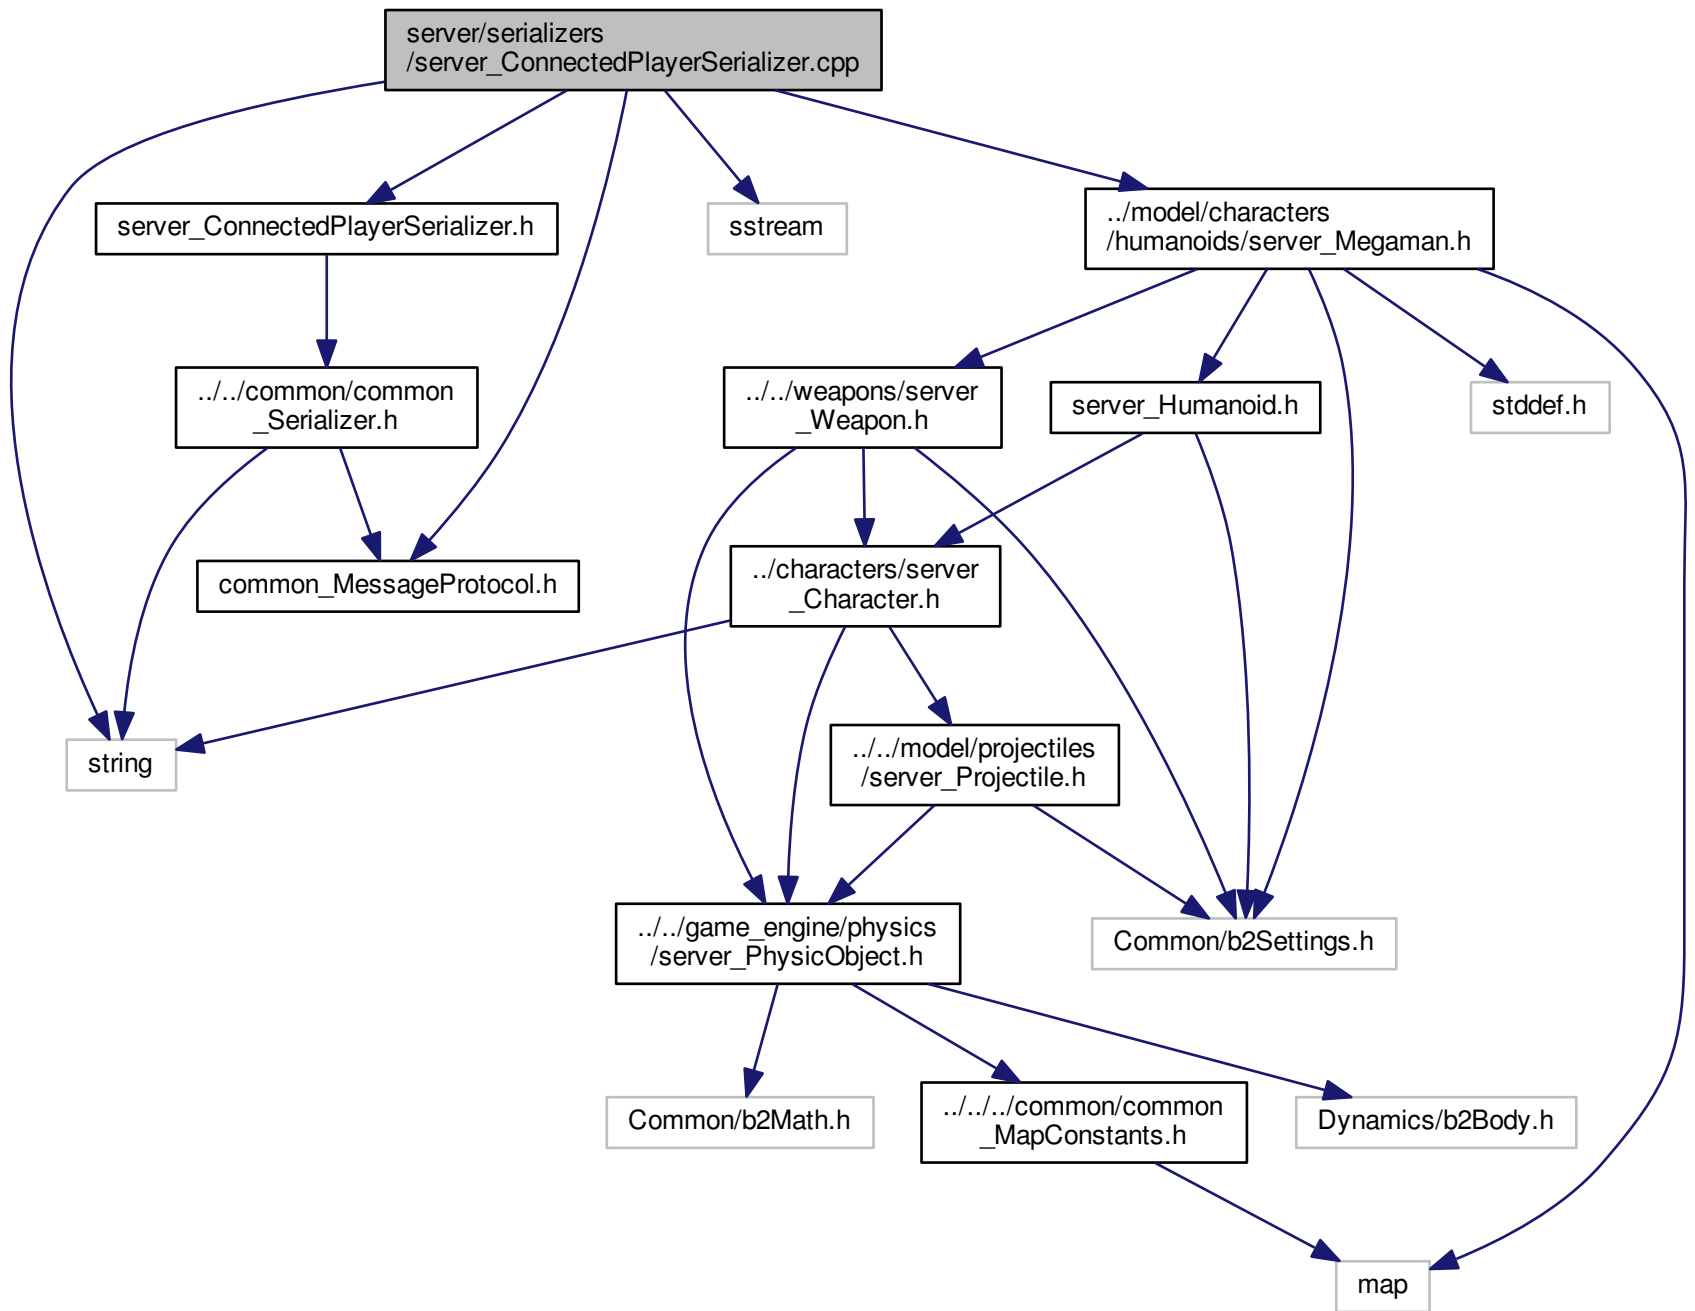 server/serializers
/server_ConnectedPlayerSerializer.cpp
server_ConnectedPlayerSerializer.h
sstream
../model/characters
/humanoids/server_Megaman.h
../../common/common
_Serializer.h
../../weapons/server
_Weapon.h
server_Humanoid.h
stddef.h
common_MessageProtocol.h
../characters/server
_Character.h
string
../../model/projectiles
/server_Projectile.h
../../game_engine/physics
/server_PhysicObject.h
Common/b2Settings.h
Common/b2Math.h
../../../common/common
_MapConstants.h
Dynamics/b2Body.h
map